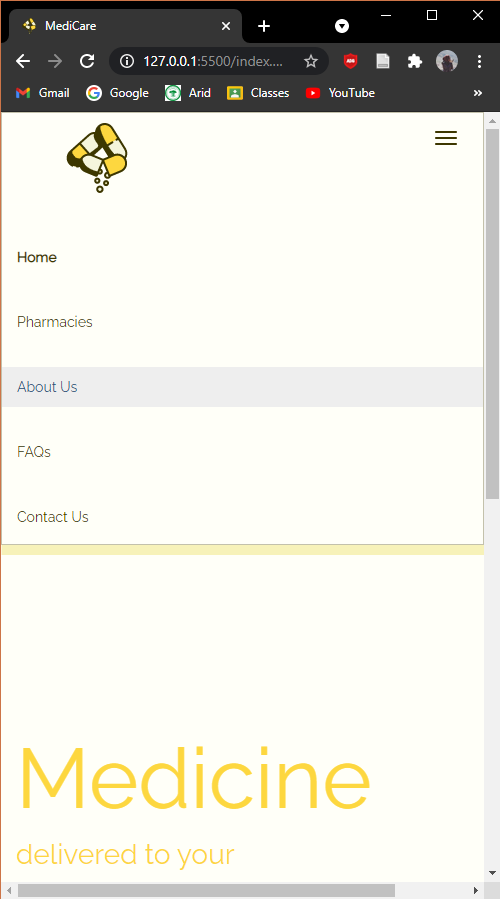 MediCare
127.0.0.1:5500/index....
Gmail
Google
Arid
Classes
YouTube
Home
Pharmacies
About Us
FAQs
Contact Us
Medicine
delivered to your